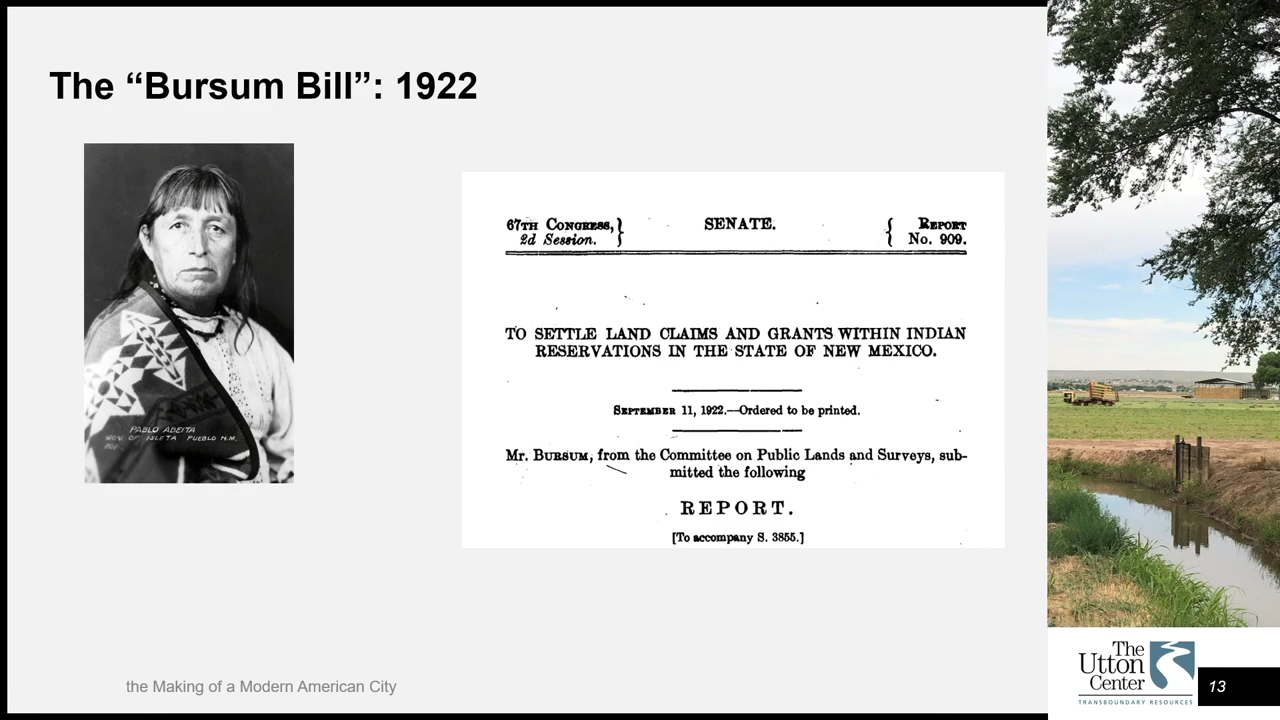 The “Bursum Bill”: 1922
PABLO ABEITA
GOV. OF ISLETA PUEBLO N.M.
67TH CONGRESS,
2d Session.
SENATE.
REPORT
No. 909.
TO SETTLE LAND CLAIMS AND GRANTS WITHIN INDIAN
RESERVATIONS IN THE STATE OF NEW MEXICO.
SEPTEMBER 11, 1922.—Ordered to be printed.
Mr. BURSUM, from the Committee on Public Lands and Surveys, sub-
mitted the following
REPORT.
[To accompany S. 3855.]
the Making of a Modern American City
The
Utton
Center
TRANSBOUNDARY RESOURCES
13